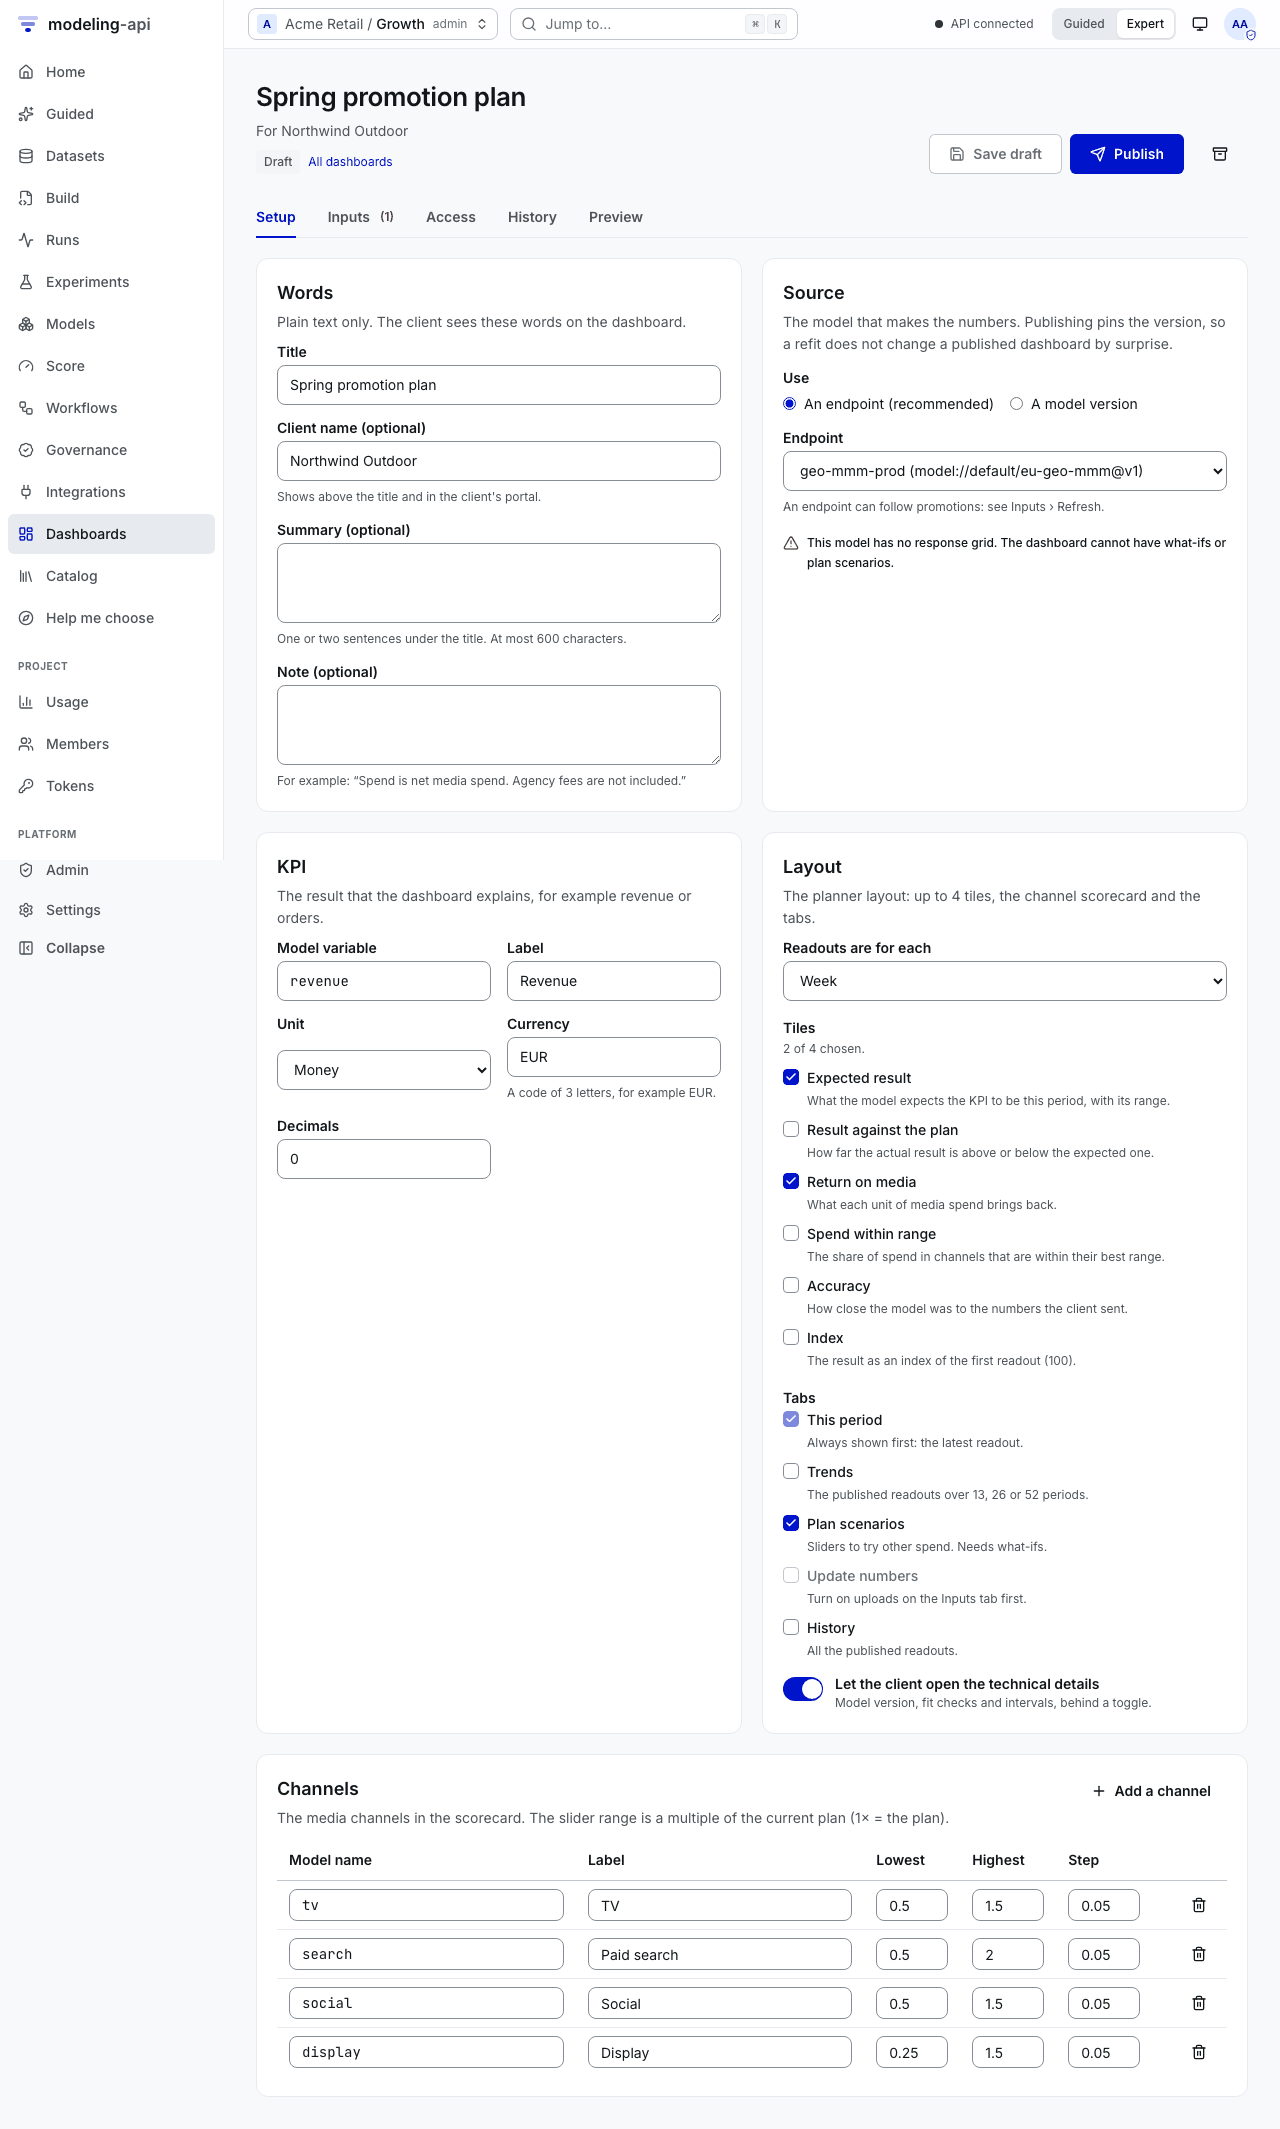 modeling-api
A Acme Retail / Growth admin
Jump to... ⌘ K
API connected
Guided Expert
AA
Home
Guided
Datasets
Build
Runs
Experiments
Models
Score
Workflows
Governance
Integrations
Dashboards
Catalog
Help me choose
PROJECT
Usage
Members
Tokens
PLATFORM
Admin
Settings
Collapse
Spring promotion plan
For Northwind Outdoor
Draft All dashboards
Save draft Publish
Setup Inputs (1) Access History Preview
Words
Plain text only. The client sees these words on the dashboard.
Title
Spring promotion plan
Client name (optional)
Northwind Outdoor
Shows above the title and in the client's portal.
Summary (optional)
One or two sentences under the title. At most 600 characters.
Note (optional)
For example: “Spend is net media spend. Agency fees are not included.”
Source
The model that makes the numbers. Publishing pins the version, so
a refit does not change a published dashboard by surprise.
Use
An endpoint (recommended) A model version
Endpoint
geo-mmm-prod (model://default/eu-geo-mmm@v1)
An endpoint can follow promotions: see Inputs › Refresh.
This model has no response grid. The dashboard cannot have what-ifs or
plan scenarios.
KPI
The result that the dashboard explains, for example revenue or
orders.
Model variable Label
revenue Revenue
Unit Currency
Money EUR
A code of 3 letters, for example EUR.
Decimals
0
Layout
The planner layout: up to 4 tiles, the channel scorecard and the
tabs.
Readouts are for each
Week
Tiles
2 of 4 chosen.
Expected result
What the model expects the KPI to be this period, with its range.
Result against the plan
How far the actual result is above or below the expected one.
Return on media
What each unit of media spend brings back.
Spend within range
The share of spend in channels that are within their best range.
Accuracy
How close the model was to the numbers the client sent.
Index
The result as an index of the first readout (100).
Tabs
This period
Always shown first: the latest readout.
Trends
The published readouts over 13, 26 or 52 periods.
Plan scenarios
Sliders to try other spend. Needs what-ifs.
Update numbers
Turn on uploads on the Inputs tab first.
History
All the published readouts.
Let the client open the technical details
Model version, fit checks and intervals, behind a toggle.
Channels
Add a channel
The media channels in the scorecard. The slider range is a multiple of the current plan (1× = the plan).
Model name Label Lowest Highest Step
tv TV 0.5 1.5 0.05
search Paid search 0.5 2 0.05
social Social 0.5 1.5 0.05
display Display 0.25 1.5 0.05